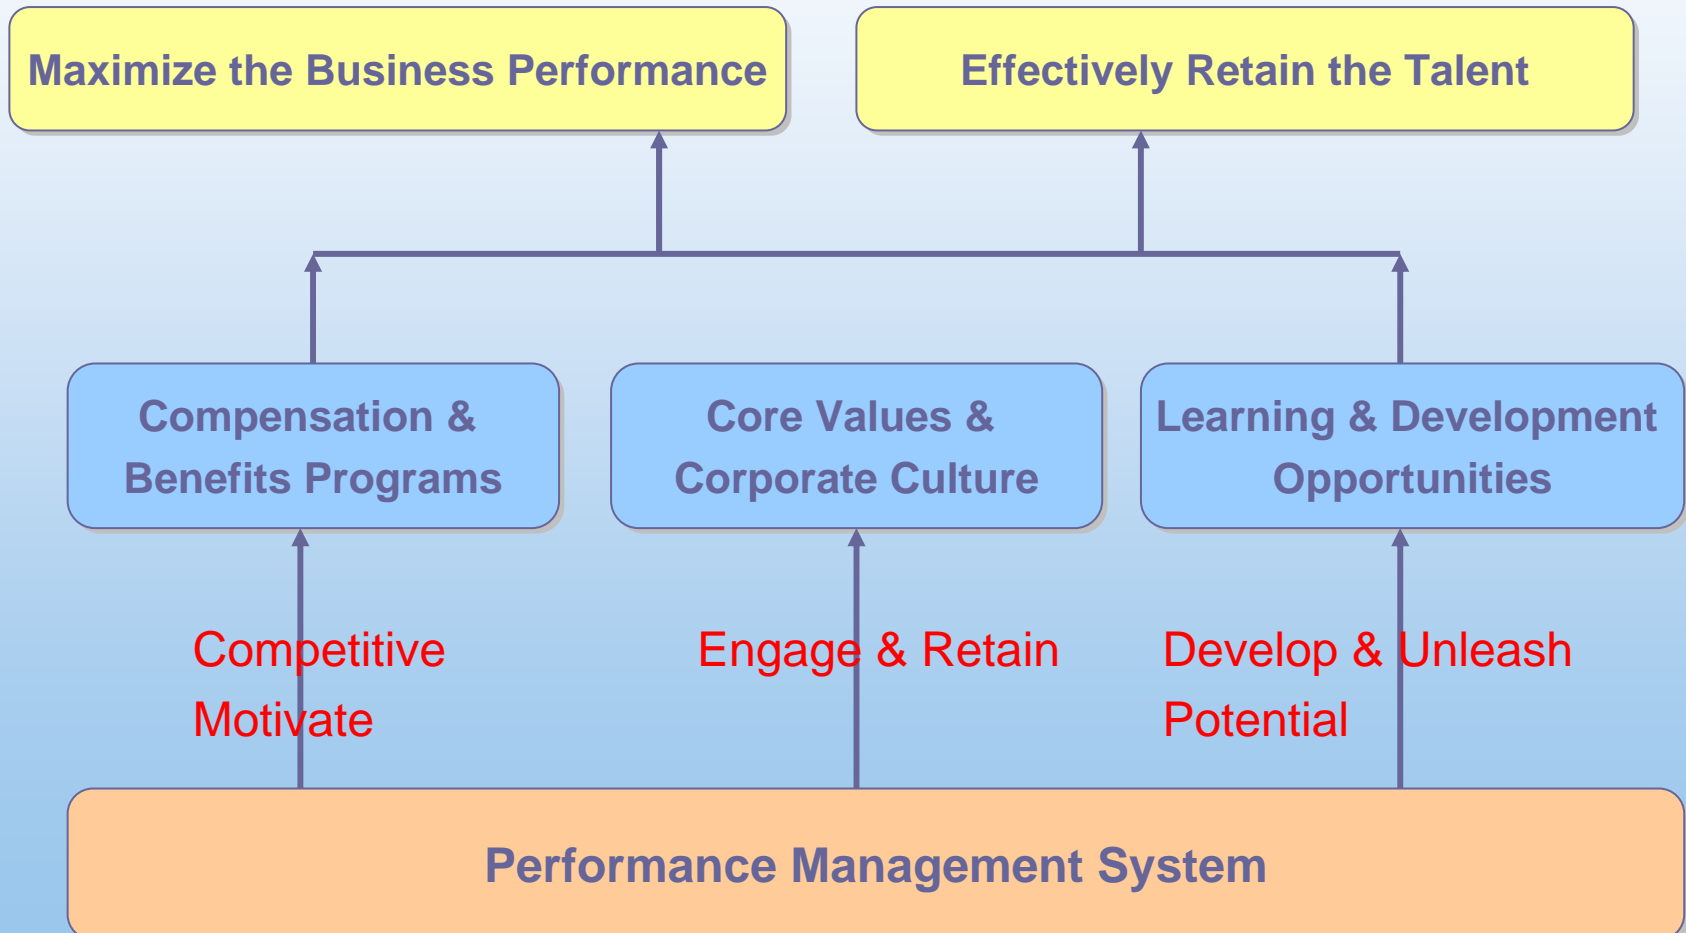 Maximize the Business Performance
Effectively Retain the Talent
Compensation &
Benefits Programs
Core Values &
Corporate Culture
Learning & Development
Opportunities
Competitive
Motivate
Engage & Retain
Develop & Unleash
Potential
Performance Management System